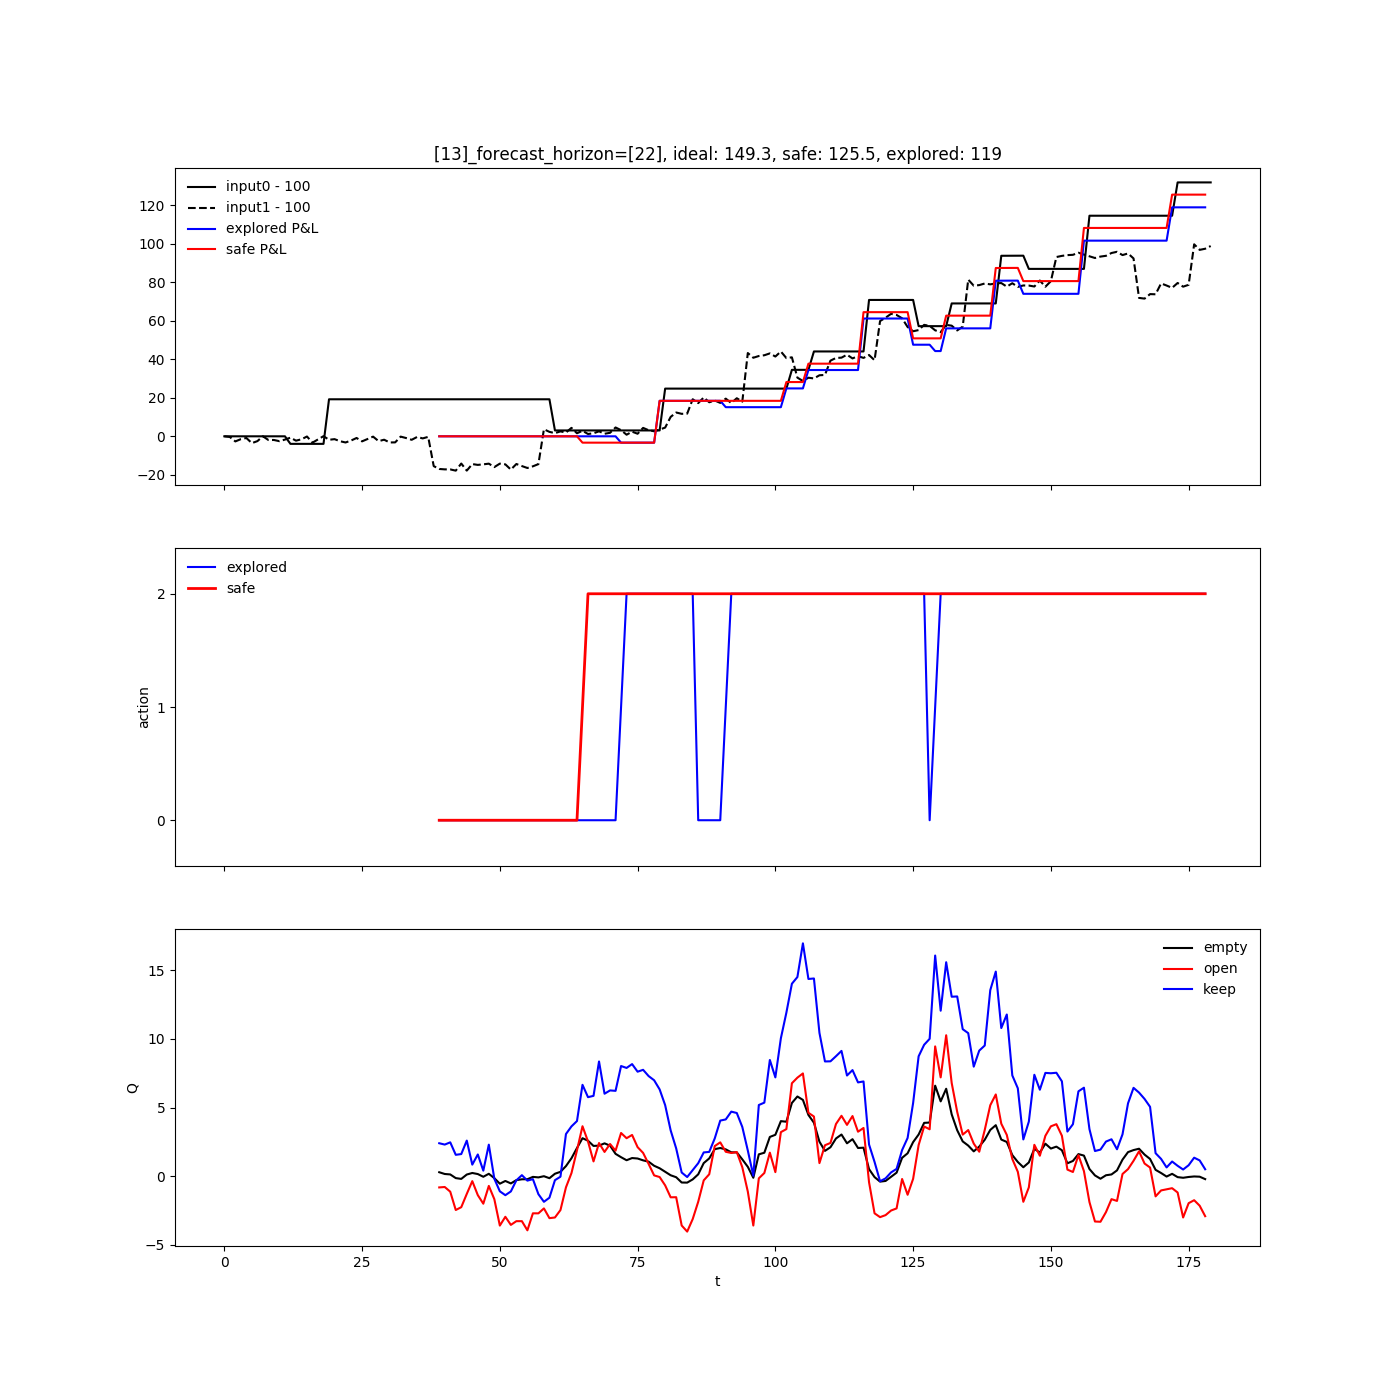 [13]_forecast_horizon=[22], ideal: 149.3, safe: 125.5, explored: 119
input0 - 100
input1 - 100
explored P&L
safe P&L
120
100
80
60
40
20
0
−20
explored
safe
2
1
0
action
empty
open
keep
15
10
5
0
−5
Q
0 25 50 75 100 125 150 175
t